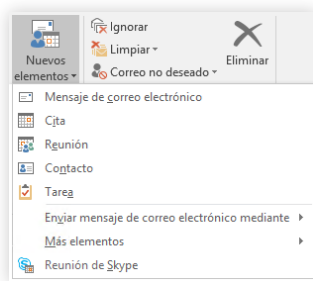 Nuevos
elementos
Ignorar
Limpiar
Correo no deseado
Eliminar
Mensaje de correo electrónico
Cita
Reunión
Contacto
Tarea
Enviar mensaje de correo electrónico mediante
Más elementos
Reunión de Skype